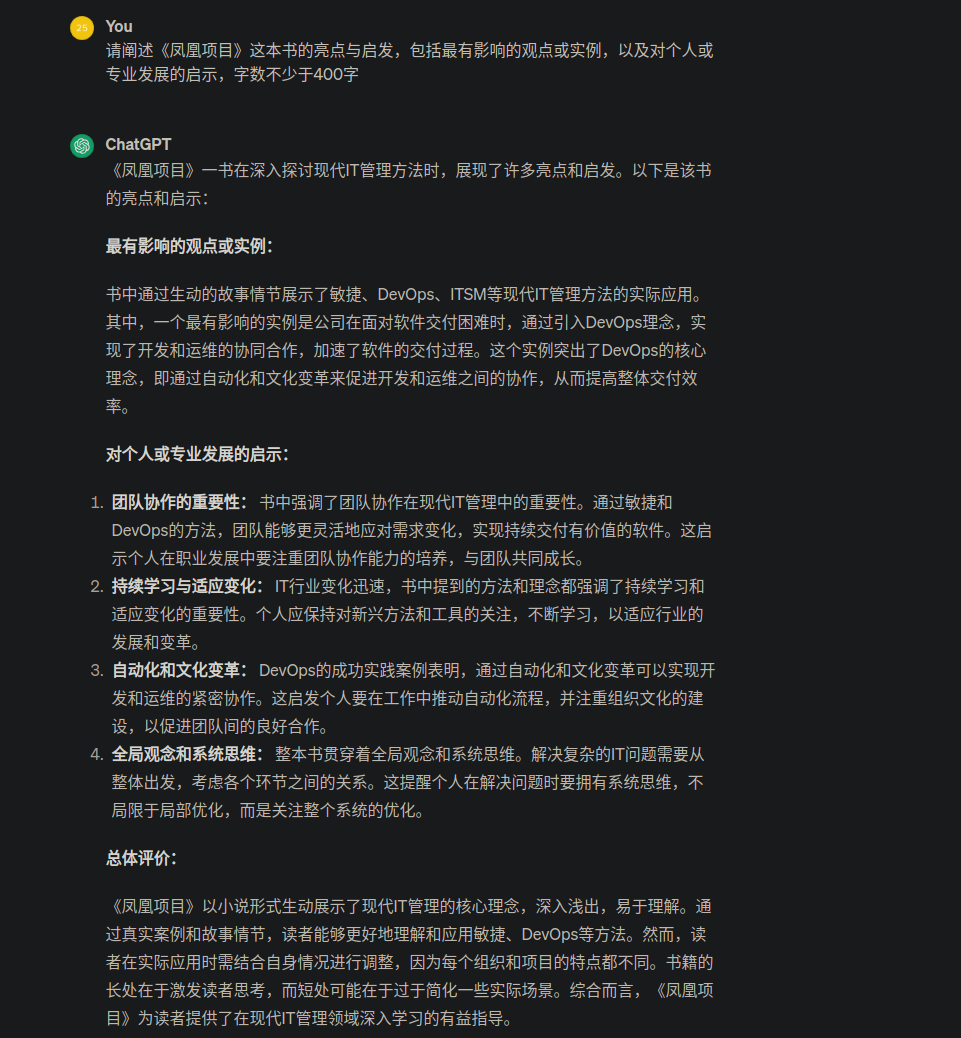 25
You
请阐述《凤凰项目》这本书的亮点与启发，包括最有影响的观点或实例，以及对个人或
专业发展的启示，字数不少于400字
ChatGPT
《凤凰项目》一书在深入探讨现代IT管理方法时，展现了许多亮点和启发。以下是该书
的亮点和启示：
最有影响的观点或实例：
书中通过生动的故事情节展示了敏捷、DevOps、ITSM等现代IT管理方法的实际应用。
其中，一个最有影响的实例是公司在面对软件交付困难时，通过引入DevOps理念，实
现了开发和运维的协同合作，加速了软件的交付过程。这个实例突出了DevOps的核心
理念，即通过自动化和文化变革来促进开发和运维之间的协作，从而提高整体交付效
率。
对个人或专业发展的启示：
1. 团队协作的重要性： 书中强调了团队协作在现代IT管理中的重要性。通过敏捷和
DevOps的方法，团队能够更灵活地应对需求变化，实现持续交付有价值的软件。这启
示个人在职业发展中要注重团队协作能力的培养，与团队共同成长。
2. 持续学习与适应变化： IT行业变化迅速，书中提到的方法和理念都强调了持续学习和
适应变化的重要性。个人应保持对新兴方法和工具的关注，不断学习，以适应行业的
发展和变革。
3. 自动化和文化变革： DevOps的成功实践案例表明，通过自动化和文化变革可以实现开
发和运维的紧密协作。这启发个人要在工作中推动自动化流程，并注重组织文化的建
设，以促进团队间的良好合作。
4. 全局观念和系统思维： 整本书贯穿着全局观念和系统思维。解决复杂的IT问题需要从
整体出发，考虑各个环节之间的关系。这提醒个人在解决问题时要拥有系统思维，不
局限于局部优化，而是关注整个系统的优化。
总体评价：
《凤凰项目》以小说形式生动展示了现代IT管理的核心理念，深入浅出，易于理解。通
过真实案例和故事情节，读者能够更好地理解和应用敏捷、DevOps等方法。然而，读
者在实际应用时需结合自身情况进行调整，因为每个组织和项目的特点都不同。书籍的
长处在于激发读者思考，而短处可能在于过于简化一些实际场景。综合而言，《凤凰项
目》为读者提供了在现代IT管理领域深入学习的有益指导。